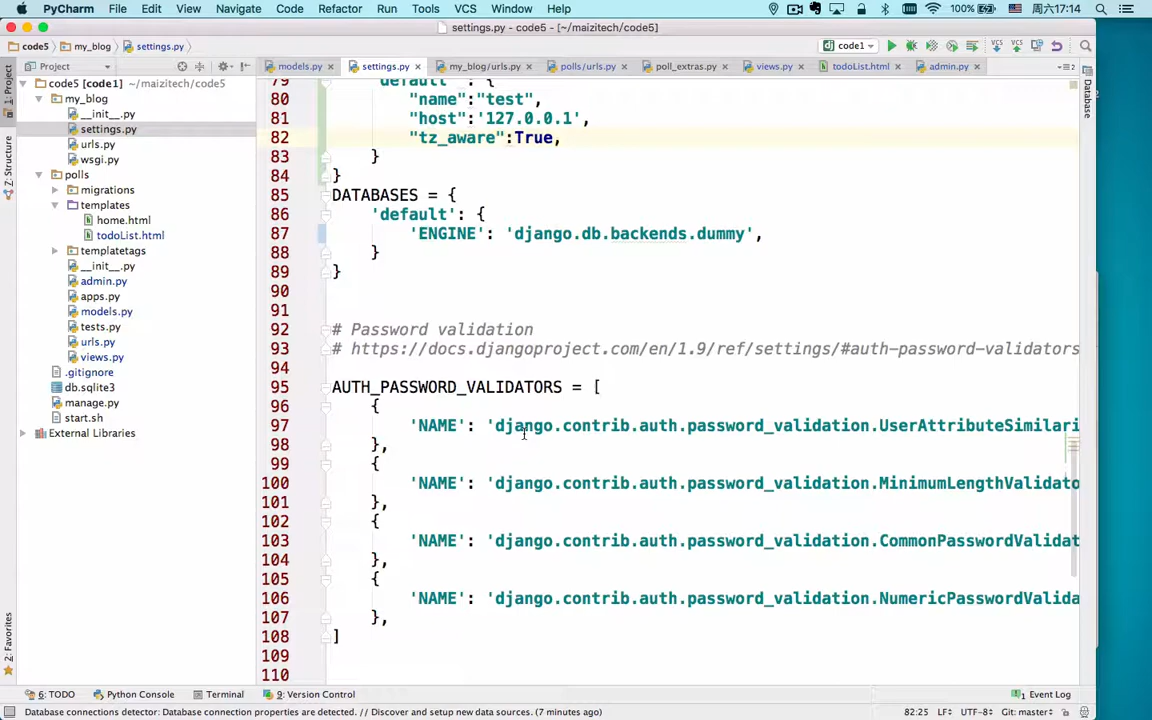 PyCharm File Edit View Navigate Code Refactor Run Tools VCS Window Help 100% 周六17:14
settings.py - code5 - [~/maizitech/code5]
code5 my_blog settings.py code1
Project models.py settings.py my_blog/urls.py polls/urls.py poll_extras.py views.py todoList.html admin.py
1: Project
Z: Structure
2: Favorites
Database
code5 [code1] ~/maizitech/code5
my_blog
__init__.py
settings.py
urls.py
wsgi.py
polls
migrations
templates
home.html
todoList.html
templatetags
__init__.py
admin.py
apps.py
models.py
tests.py
urls.py
views.py
.gitignore
db.sqlite3
manage.py
start.sh
External Libraries
79 'default' : {
80 "name":"test",
81 "host":'127.0.0.1',
82 "tz_aware":True,
83 }
84 }
85 DATABASES = {
86 'default': {
87 'ENGINE': 'django.db.backends.dummy',
88 }
89 }
90
91
92 # Password validation
93 # https://docs.djangoproject.com/en/1.9/ref/settings/#auth-password-validators
94
95 AUTH_PASSWORD_VALIDATORS = [
96 {
97 'NAME': 'django.contrib.auth.password_validation.UserAttributeSimilari
98 },
99 {
100 'NAME': 'django.contrib.auth.password_validation.MinimumLengthValidato
101 },
102 {
103 'NAME': 'django.contrib.auth.password_validation.CommonPasswordValidat
104 },
105 {
106 'NAME': 'django.contrib.auth.password_validation.NumericPasswordValida
107 },
108 ]
109
110
6: TODO Python Console Terminal 9: Version Control 1 Event Log
Database connections detector: Database connection properties are detected. // Discover and setup new data sources. (7 minutes ago) 82:25 LF÷ UTF-8÷ Git: master÷